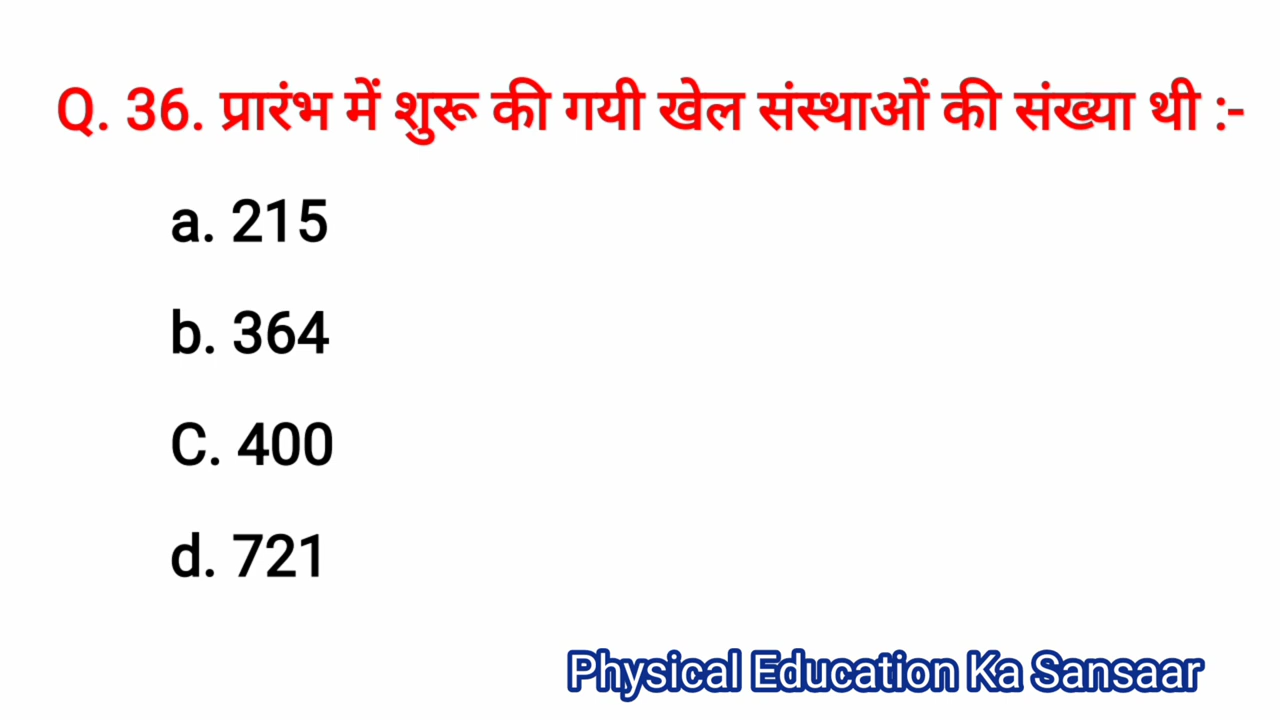 Q. 36. प्रारंभ में शुरू की गयी खेल संस्थाओं की संख्या थी :-
a. 215
b. 364
C. 400
d. 721
Physical Education Ka Sansaar